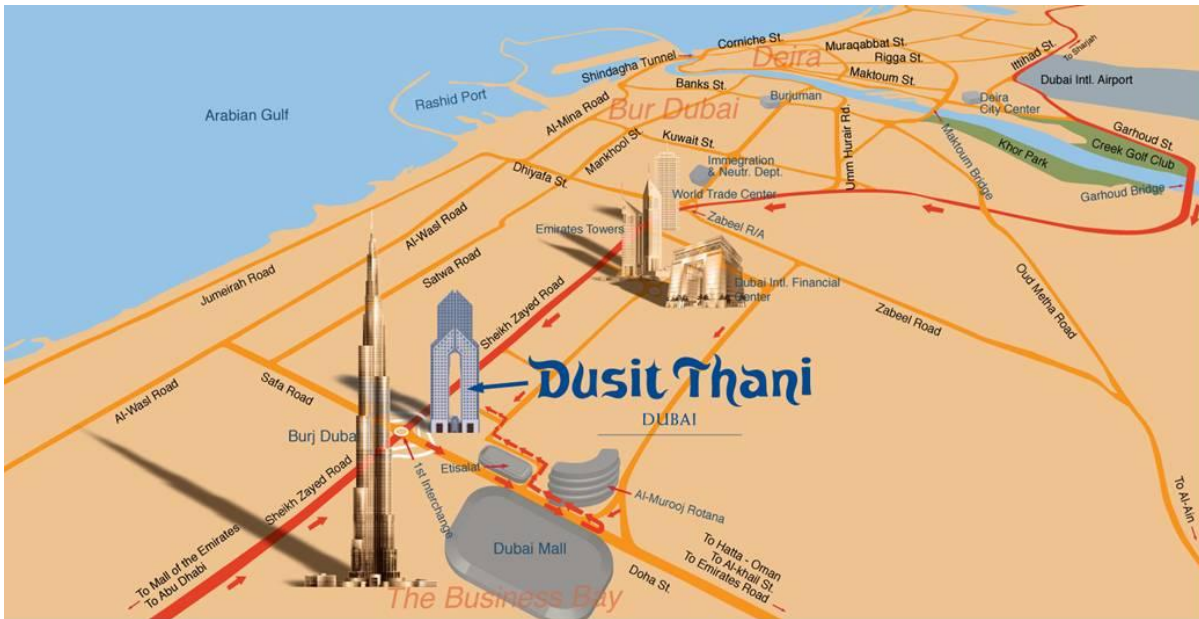 Corniche St.
Muraqabbat St.
Deira
Rigga St.
Ittihad St.
To Sharjah
Shindagha Tunnel
Maktoum St.
Dubai Intl. Airport
Banks St.
Rashid Port
Burjuman
Deira
City Center
Arabian Gulf
Al-Mina Road
Bur Dubai
Garhoud St.
Mankhool St.
Kuwait St.
Umm Hurair Rd.
Maktoum Bridge
Khor Park
Creek Golf Club
Dhiyafa St.
Immegration
& Neutr. Dept.
World Trade Center
Garhoud Bridge
Al-Wasl Road
Emirates Towers
Zabeel R/A
Satwa Road
Jumeirah Road
Dubai Intl. Financial
Center
Oud Metha Road
Sheikh Zayed Road
Zabeel Road
Dusit Thani
DUBAI
Safa Road
Al-Wasl Road
Burj Duba
Etisalat
1st Interchange
Sheikh Zayed Road
Al-Murooj Rotana
To Al-Ain
Dubai Mall
To Mall of the Emirates
To Abu Dhabi
Doha St.
To Hatta - Oman
To Al-khail St.
To Emirates Road
The Business Bay